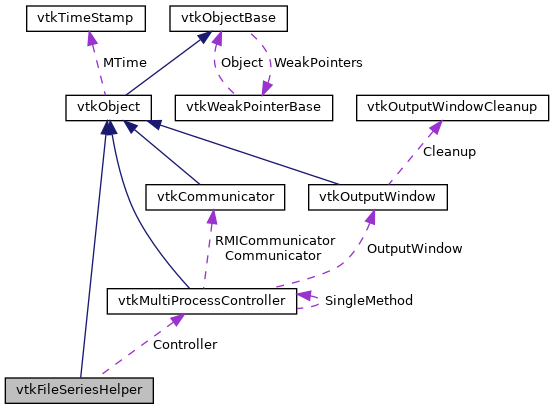 vtkTimeStamp
vtkObjectBase
MTime
Object
WeakPointers
vtkObject
vtkWeakPointerBase
vtkOutputWindowCleanup
Cleanup
vtkCommunicator
vtkOutputWindow
RMICommunicator
Communicator
OutputWindow
vtkMultiProcessController
SingleMethod
Controller
vtkFileSeriesHelper